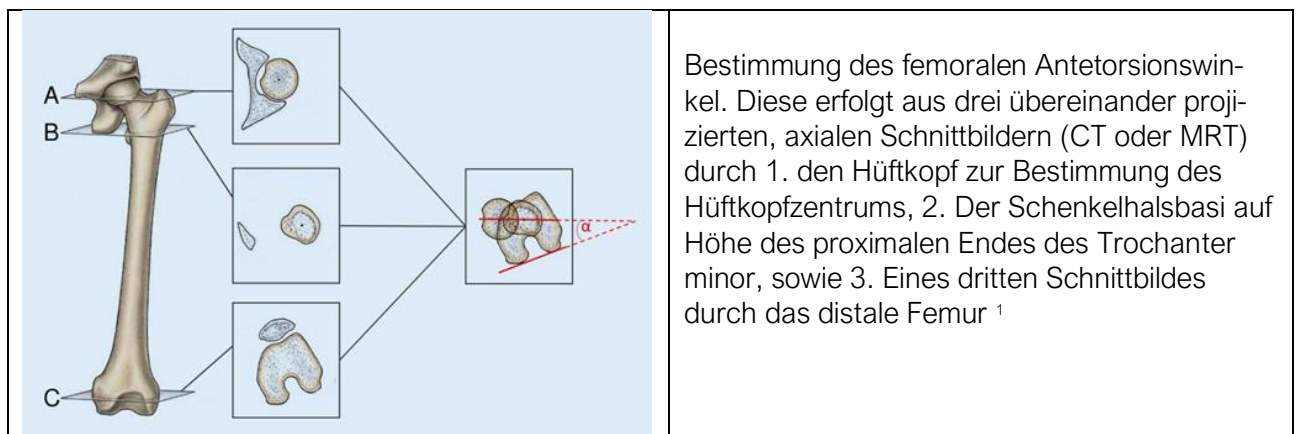 A
B
C
α
Bestimmung des femoralen Antetorsionswin-
kel. Diese erfolgt aus drei übereinander proji-
zierten, axialen Schnittbildern (CT oder MRT)
durch 1. den Hüftkopf zur Bestimmung des
Hüftkopfzentrums, 2. Der Schenkelhalsbasi auf
Höhe des proximalen Endes des Trochanter
minor, sowie 3. Eines dritten Schnittbildes
durch das distale Femur ¹